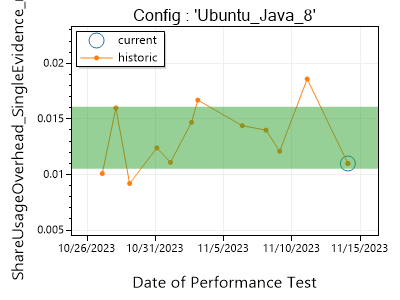 Config : 'Ubuntu_Java_8'
ShareUsageOverhead_SingleEvidence_
current
historic
0.02
0.015
0.01
0.005
10/26/2023
10/31/2023
11/5/2023
11/10/2023
11/15/2023
Date of Performance Test